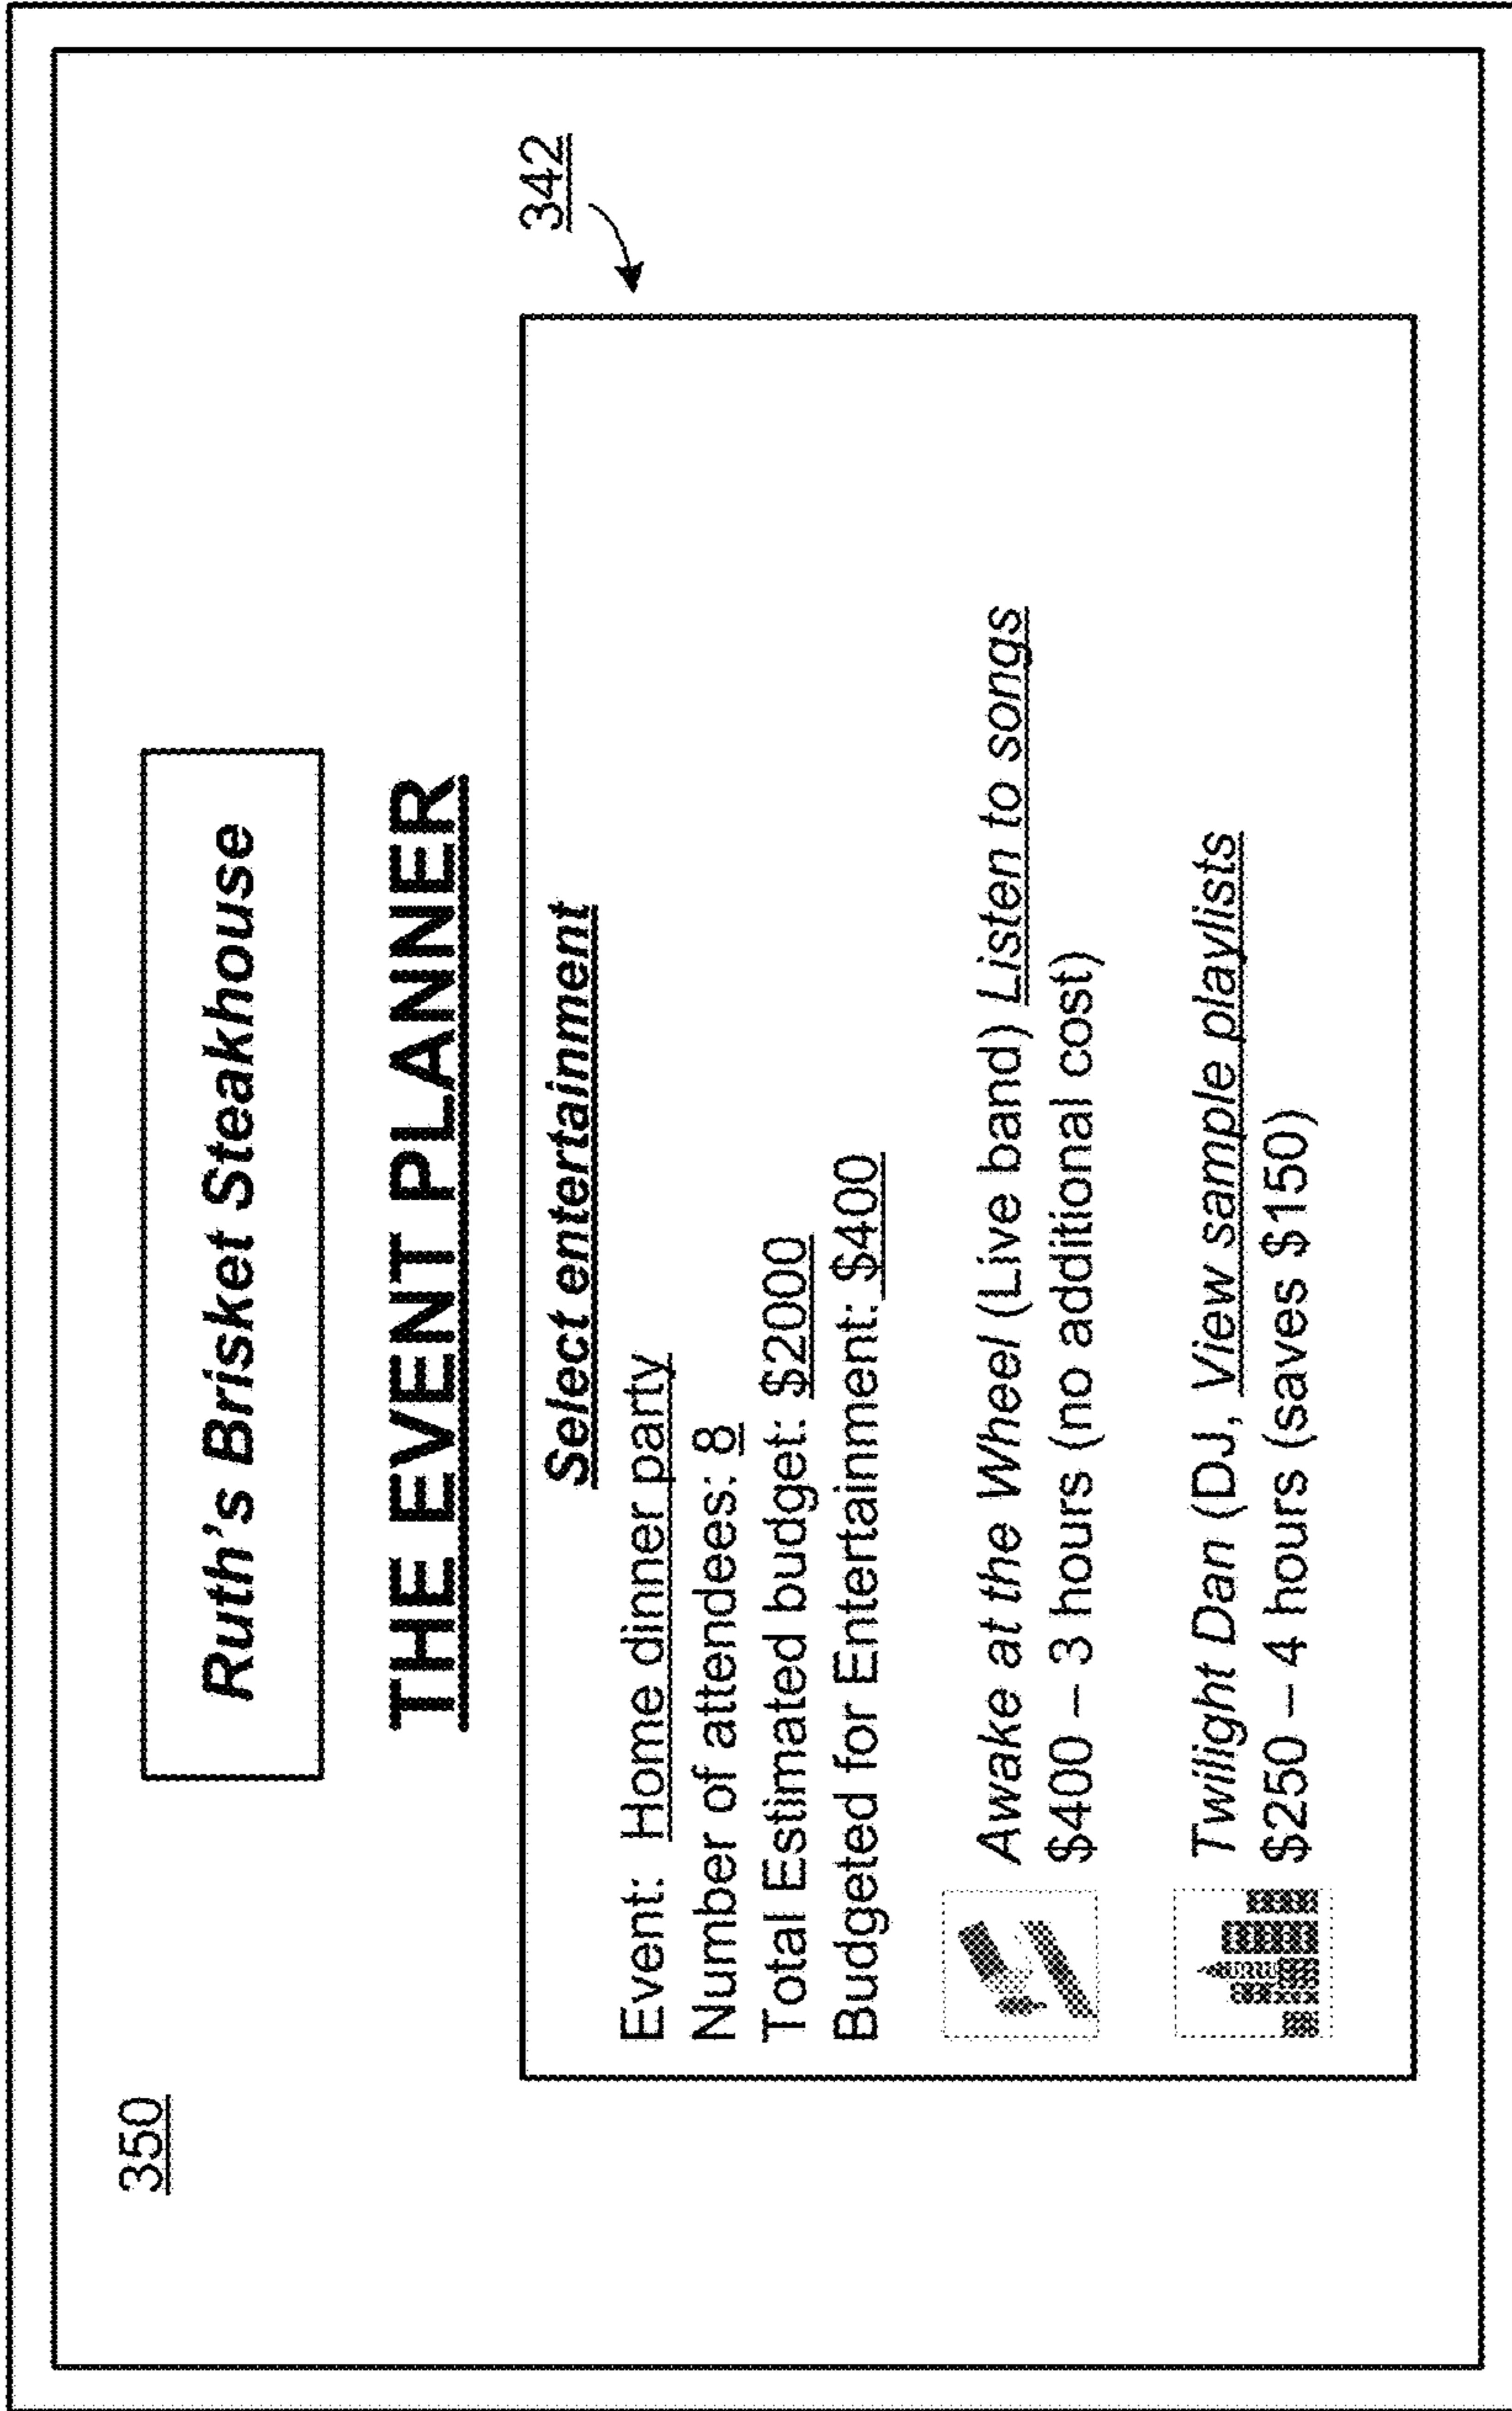 350
Ruth's Brisket Steakhouse
THE EVENT PLANNER
342
Select entertainment
Event: Home dinner party
Number of attendees: 8
Total Estimated budget: $2000
Budgeted for Entertainment: $400
Awake at the Wheel (Live band) Listen to songs
$400 – 3 hours (no additional cost)
Twilight Dan (DJ, View sample playlists
$250 – 4 hours (saves $150)